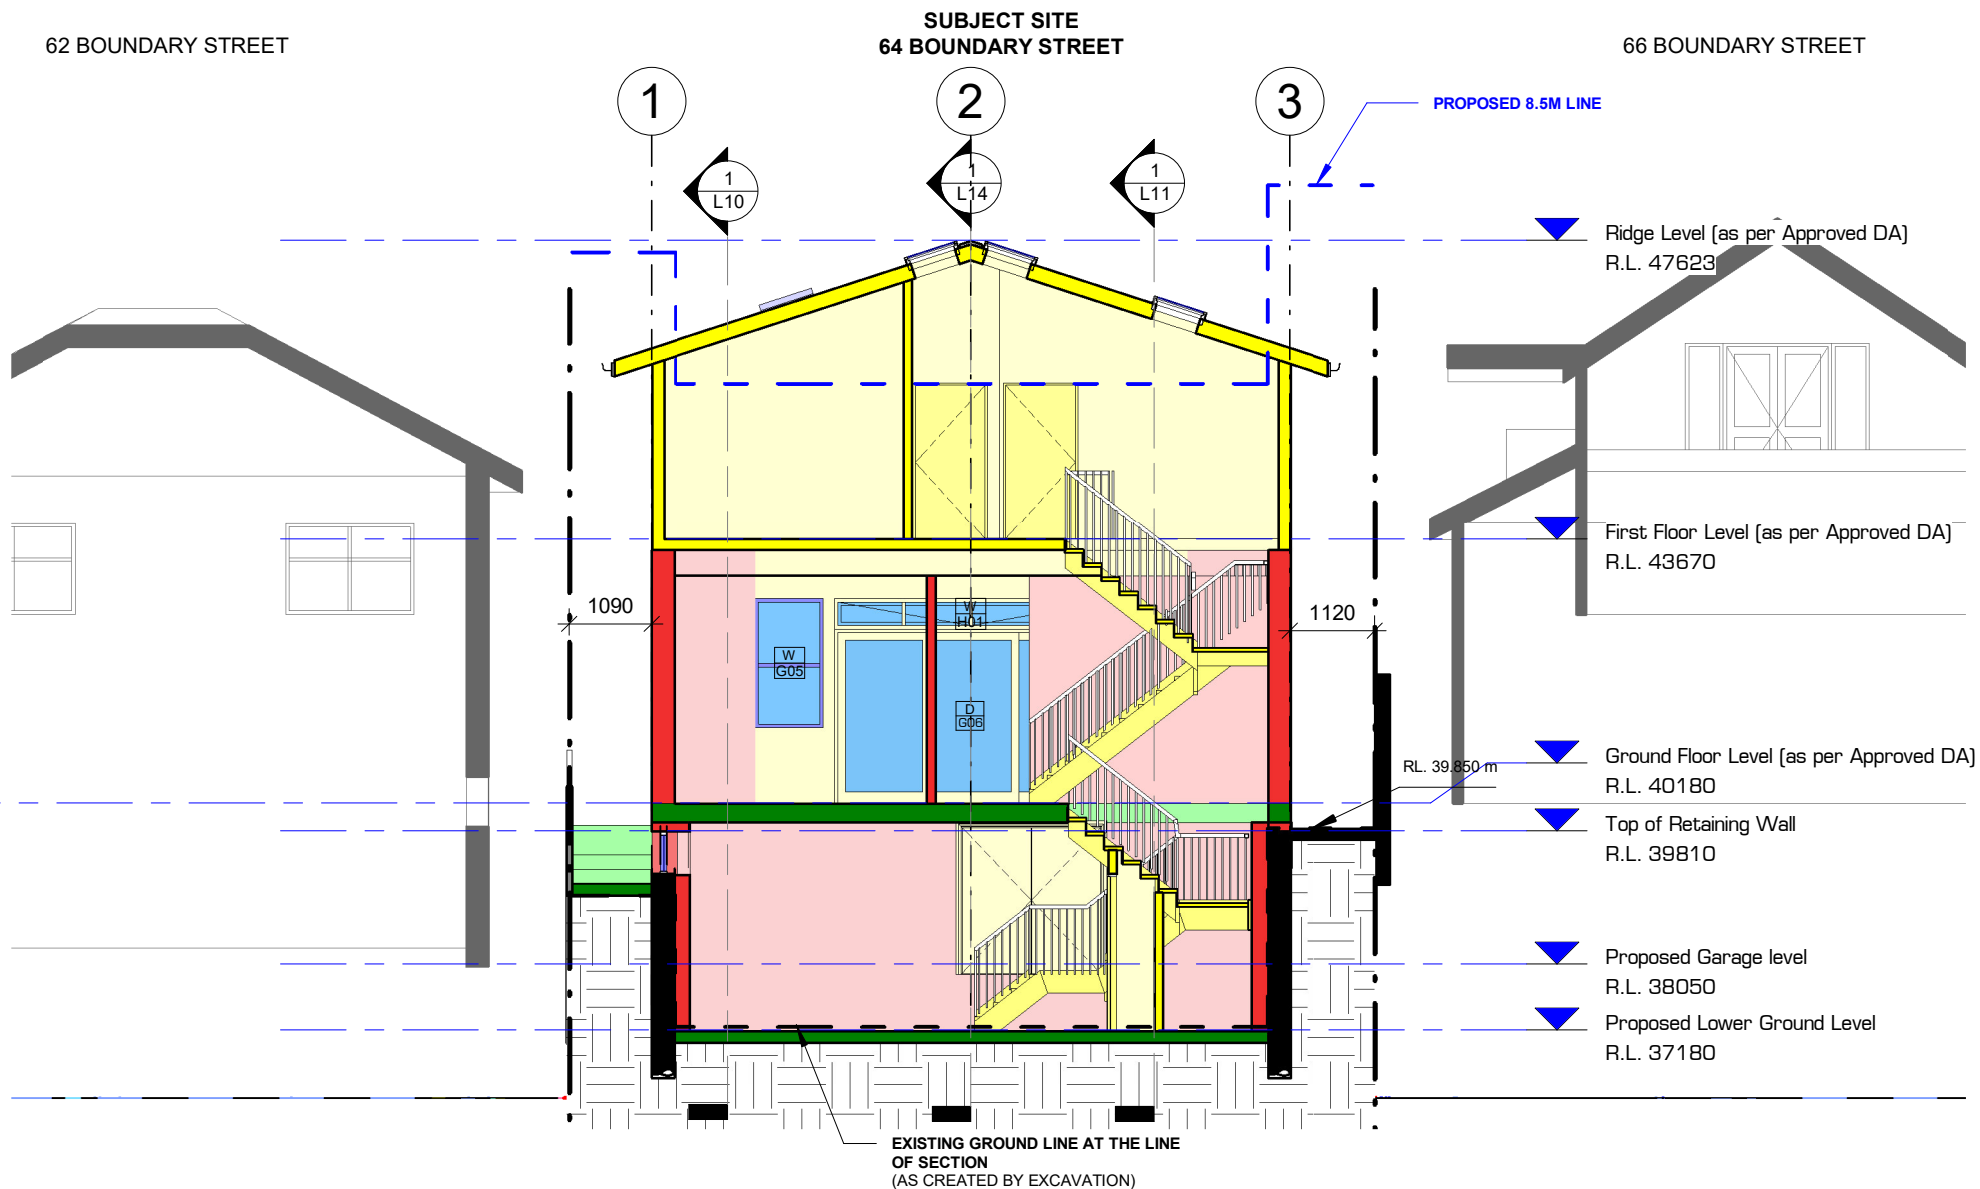 62 BOUNDARY STREET
SUBJECT SITE
64 BOUNDARY STREET
66 BOUNDARY STREET
1
2
3
PROPOSED 8.5M LINE
1
L10
1
L14
1
L11
Ridge Level (as per Approved DA)
R.L. 47623
First Floor Level (as per Approved DA)
R.L. 43670
1090
1120
W
H01
W
G05
D
G06
RL. 39.850 m
Ground Floor Level (as per Approved DA)
R.L. 40180
Top of Retaining Wall
R.L. 39810
Proposed Garage level
R.L. 38050
Proposed Lower Ground Level
R.L. 37180
EXISTING GROUND LINE AT THE LINE
OF SECTION
(AS CREATED BY EXCAVATION)